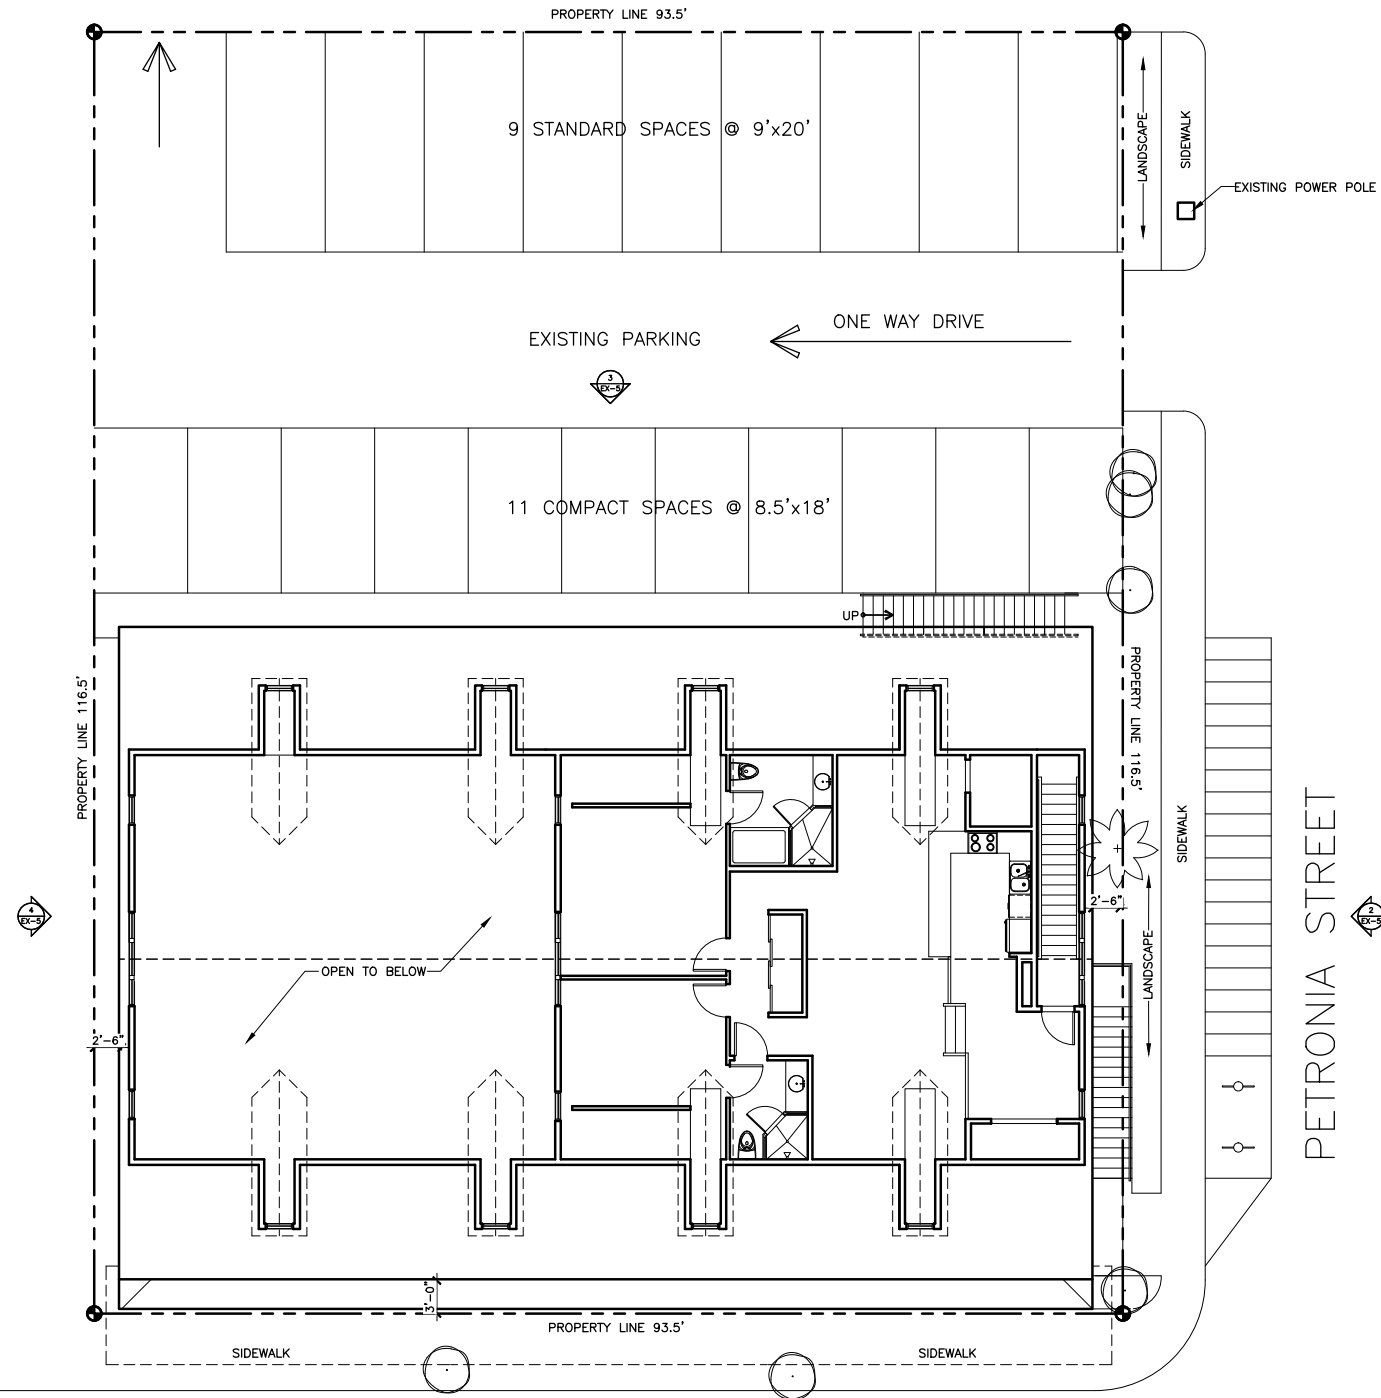 PROPERTY LINE 93.5'
9 STANDARD SPACES @ 9'x20'
LANDSCAPE
SIDEWALK
EXISTING POWER POLE
ONE WAY DRIVE
EXISTING PARKING
3
EX-5
11 COMPACT SPACES @ 8.5'x18'
UP
PROPERTY LINE 116.5'
PROPERTY LINE 116.5'
SIDEWALK
PETRONIA STREET
4
EX-5
2
EX-5
2'-6"
OPEN TO BELOW
LANDSCAPE
2'-6"
3'-0"
PROPERTY LINE 93.5'
SIDEWALK
SIDEWALK